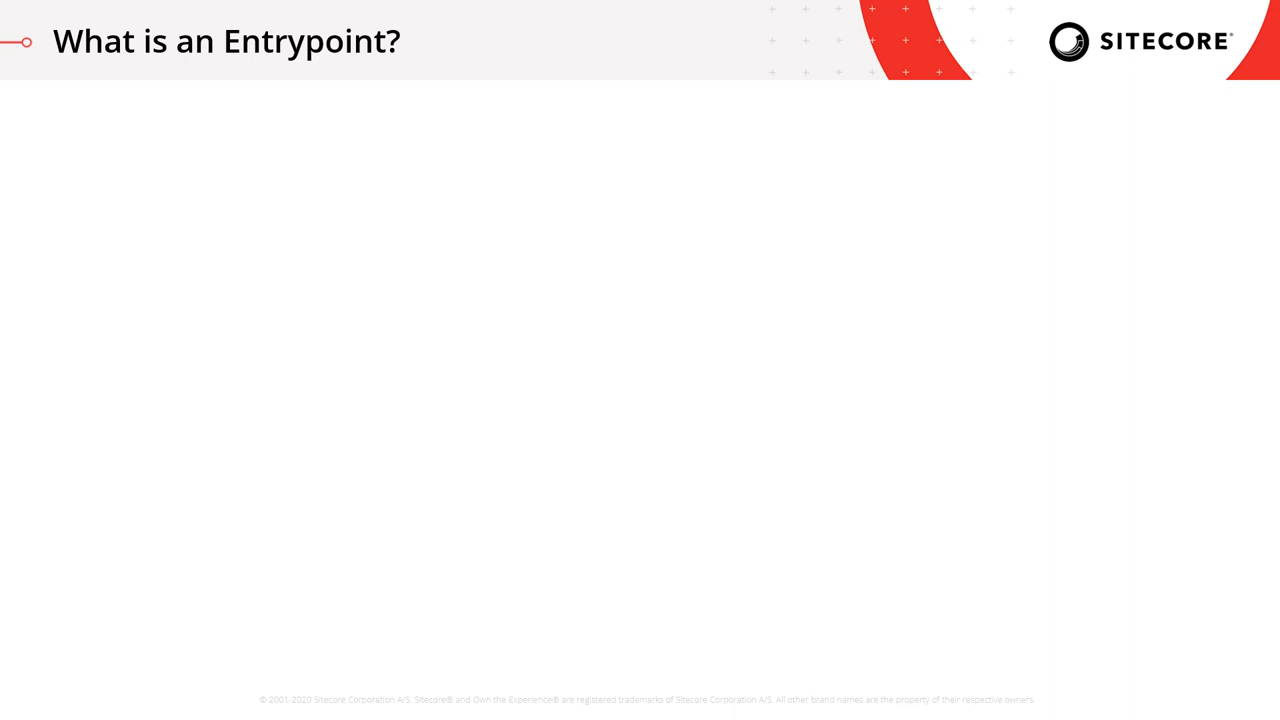 What is an Entrypoint?
SITECORE®
© 2001-2020 Sitecore Corporation A/S. Sitecore® and Own the Experience® are registered trademarks of Sitecore Corporation A/S. All other brand names are the property of their respective owners.